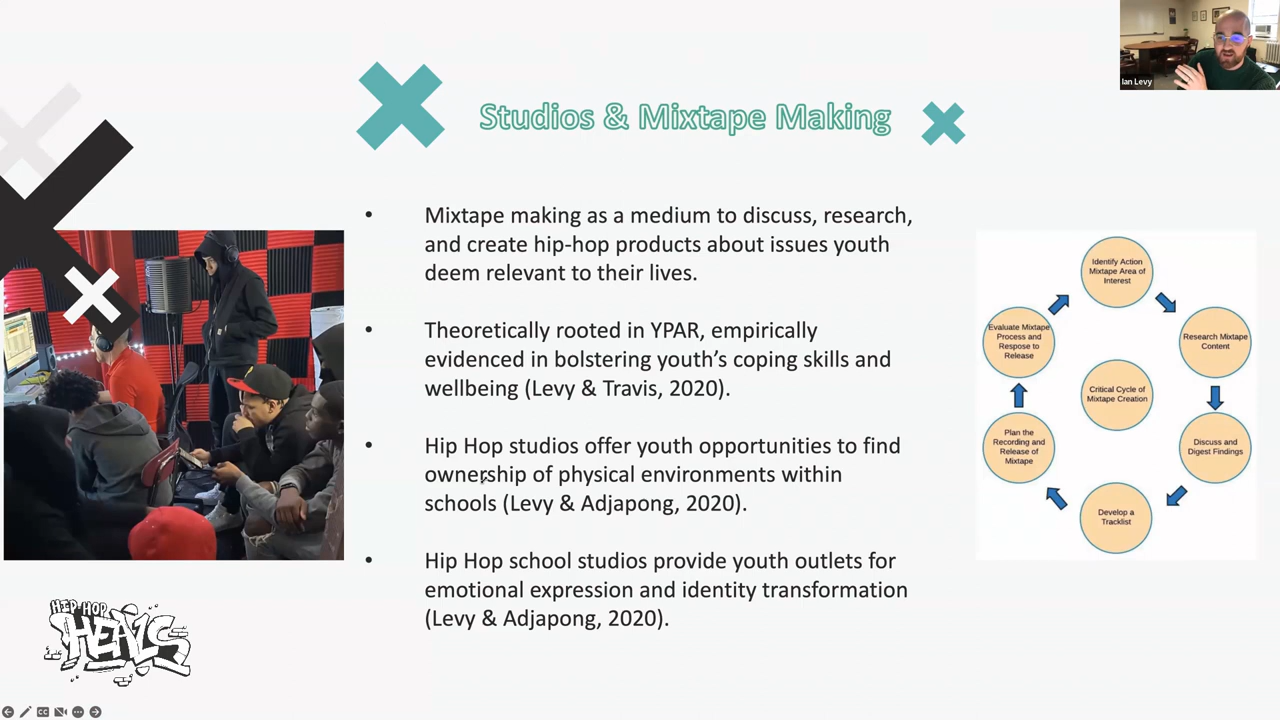 Ian Levy
Studios & Mixtape Making
• Mixtape making as a medium to discuss, research,
and create hip-hop products about issues youth
deem relevant to their lives.
• Theoretically rooted in YPAR, empirically
evidenced in bolstering youth’s coping skills and
wellbeing (Levy & Travis, 2020).
• Hip Hop studios offer youth opportunities to find
ownership of physical environments within
schools (Levy & Adjapong, 2020).
• Hip Hop school studios provide youth outlets for
emotional expression and identity transformation
(Levy & Adjapong, 2020).
Identify Action
Mixtape Area of
Interest
Research Mixtape
Content
Discuss and
Digest Findings
Develop a
Tracklist
Plan the
Recording and
Release of
Mixtape
Evaluate Mixtape
Process and
Respose to
Release
Critical Cycle of
Mixtape Creation
HIP-HOP
HEALS
CC